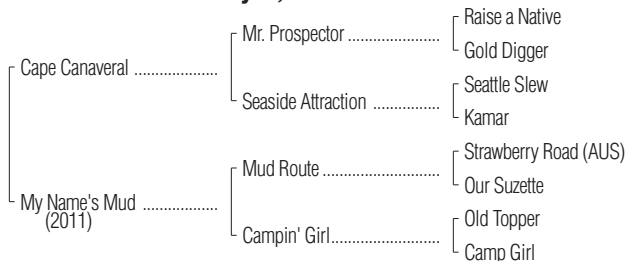 Raise a Native
Mr. Prospector ......................
Gold Digger
Cape Canaveral ....................
Seattle Slew
Seaside Attraction ................
Kamar
Strawberry Road (AUS)
Mud Route ............................
Our Suzette
My Name's Mud ..................
(2011)
Old Topper
Campin' Girl..........................
Camp Girl